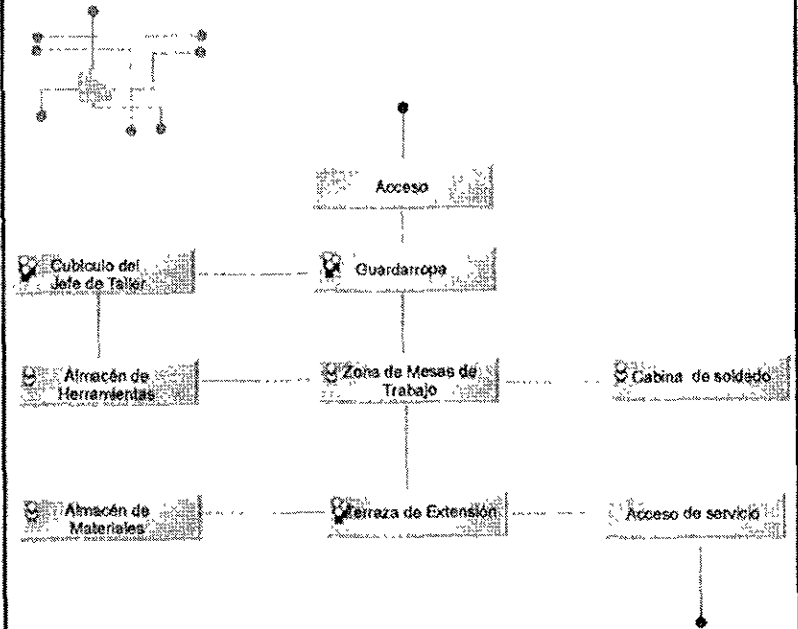 Acceso
Cubículo del
Jefe de Taller
Guardarropa
Almacén de
Herramientas
Zona de Mesas de
Trabajo
Cabina de soldado
Almacén de
Materiales
Terraza de Extensión
Acceso de servicio